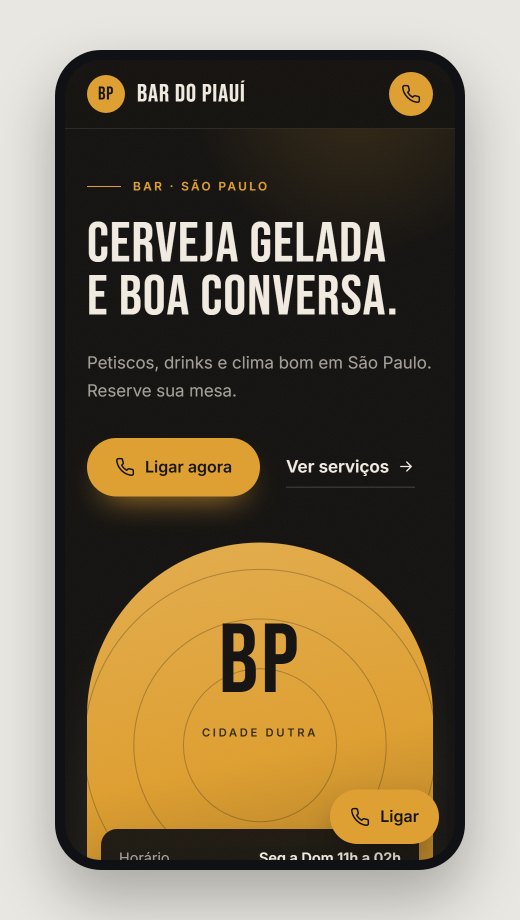 BP BAR DO PIAUÍ
BAR · SÃO PAULO
CERVEJA GELADA
E BOA CONVERSA.
Petiscos, drinks e clima bom em São Paulo.
Reserve sua mesa.
Ligar agora
Ver serviços →
BP
CIDADE DUTRA
Ligar
Horário Seg a Dom 11h a 02h